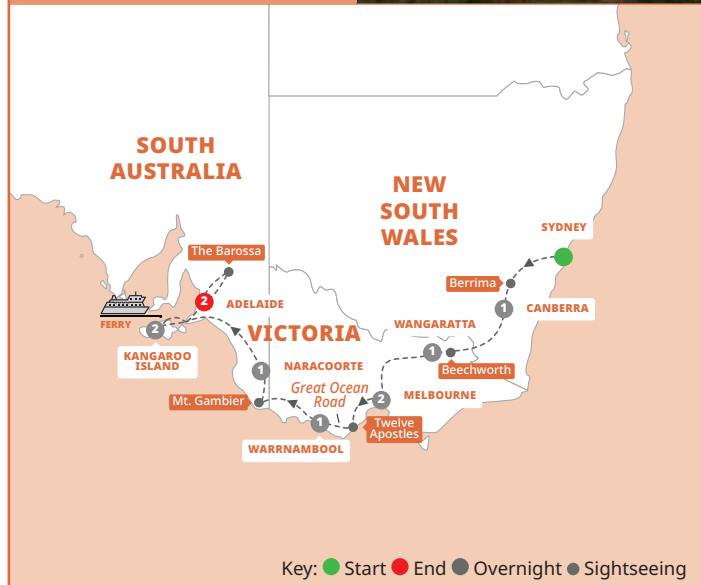 SOUTH
AUSTRALIA
NEW
SOUTH
WALES
SYDNEY
The Barossa
Berrima
2
ADELAIDE
1
CANBERRA
FERRY
2
VICTORIA
WANGARATTA
KANGAROO
ISLAND
1
Beechworth
1
NARACOORTE
Great Ocean
Road
Mt. Gambier
2
MELBOURNE
1
Twelve
Apostles
WARRNAMBOOL
Key: Start End Overnight Sightseeing